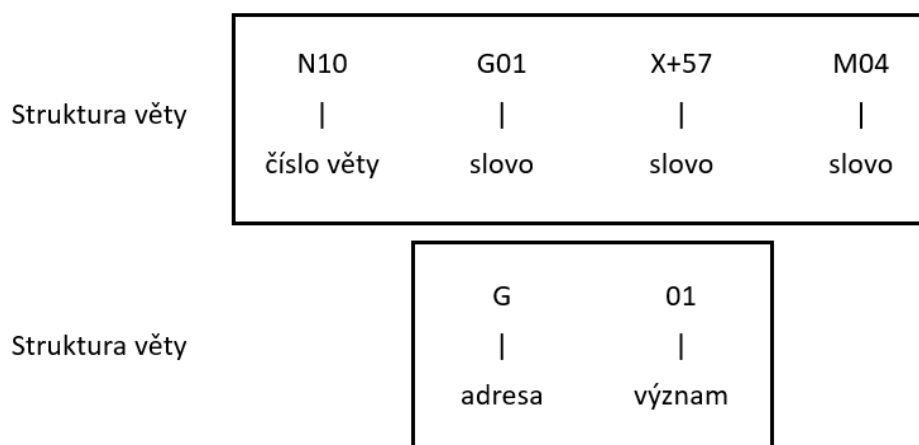 N10 G01 X+57 M04
Struktura věty | | | |
číslo věty slovo slovo slovo
G 01
Struktura věty | |
adresa význam